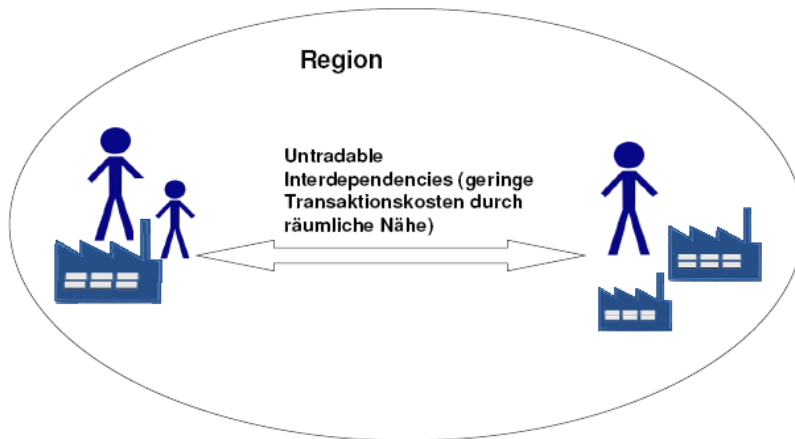 Region
Untradable
Interdependencies (geringe
Transaktionskosten durch
räumliche Nähe)